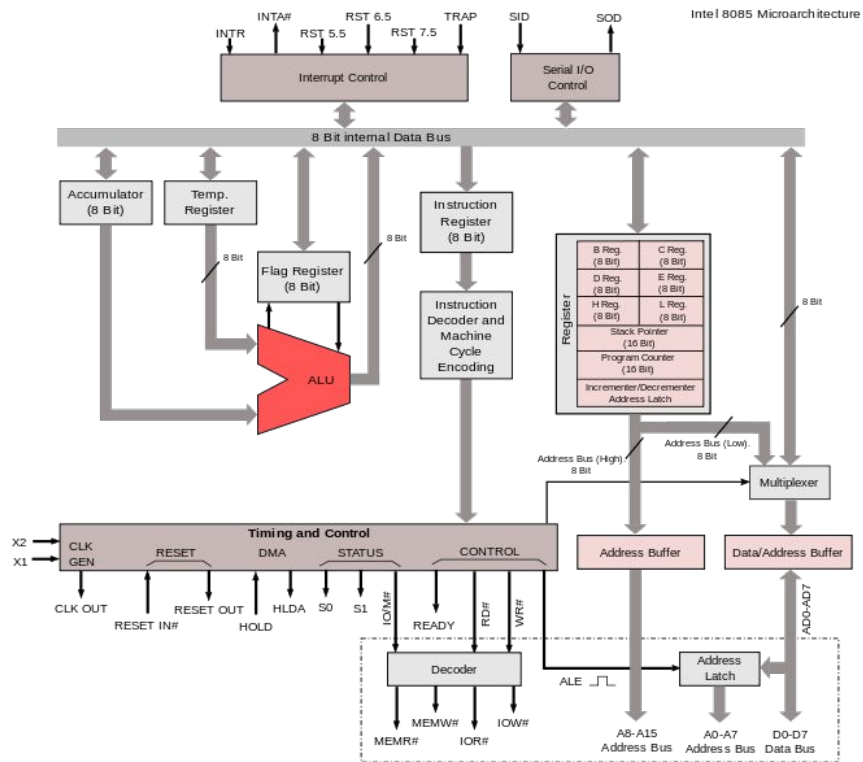 Intel 8085 Microarchitecture
INTR
INTA#
RST 5.5
RST 6.5
RST 7.5
TRAP
SID
SOD
Interrupt Control
Serial I/O
Control
8 Bit internal Data Bus
Accumulator
(8 Bit)
Temp.
Register
8 Bit
Flag Register
(8 Bit)
8 Bit
ALU
Instruction
Register
(8 Bit)
Instruction
Decoder and
Machine
Cycle
Encoding
Register
B Reg.
(8 Bit)
C Reg.
(8 Bit)
D Reg.
(8 Bit)
E Reg.
(8 Bit)
H Reg.
(8 Bit)
L Reg.
(8 Bit)
Stack Pointer
(16 Bit)
Program Counter
(16 Bit)
Incrementer/Decrementer
Address Latch
8 Bit
Address Bus (High).
8 Bit
Address Bus (Low).
8 Bit
Multiplexer
Timing and Control
X2
X1
CLK
GEN
RESET
DMA
STATUS
CONTROL
Address Buffer
Data/Address Buffer
CLK OUT
RESET IN#
RESET OUT
HOLD
HLDA
S0
S1
IO/M#
READY
RD#
WR#
AD0-AD7
Decoder
ALE
Address
Latch
MEMR#
MEMW#
IOR#
IOW#
A8-A15
Address Bus
A0-A7
Address Bus
D0-D7
Data Bus